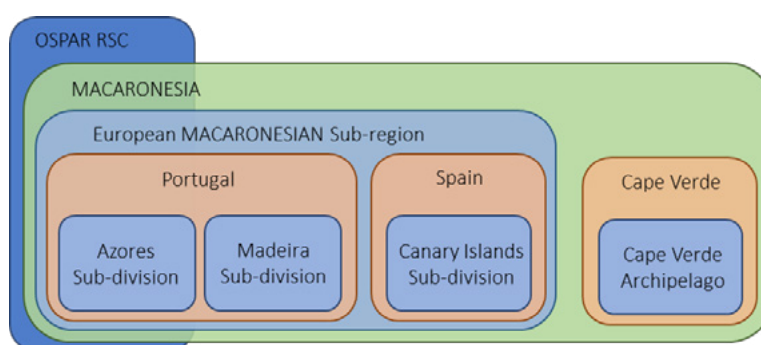 OSPAR RSC
MACARONESIA
European MACARONESIAN Sub-region
Portugal
Spain
Cape Verde
Azores
Sub-division
Madeira
Sub-division
Canary Islands
Sub-division
Cape Verde
Archipelago